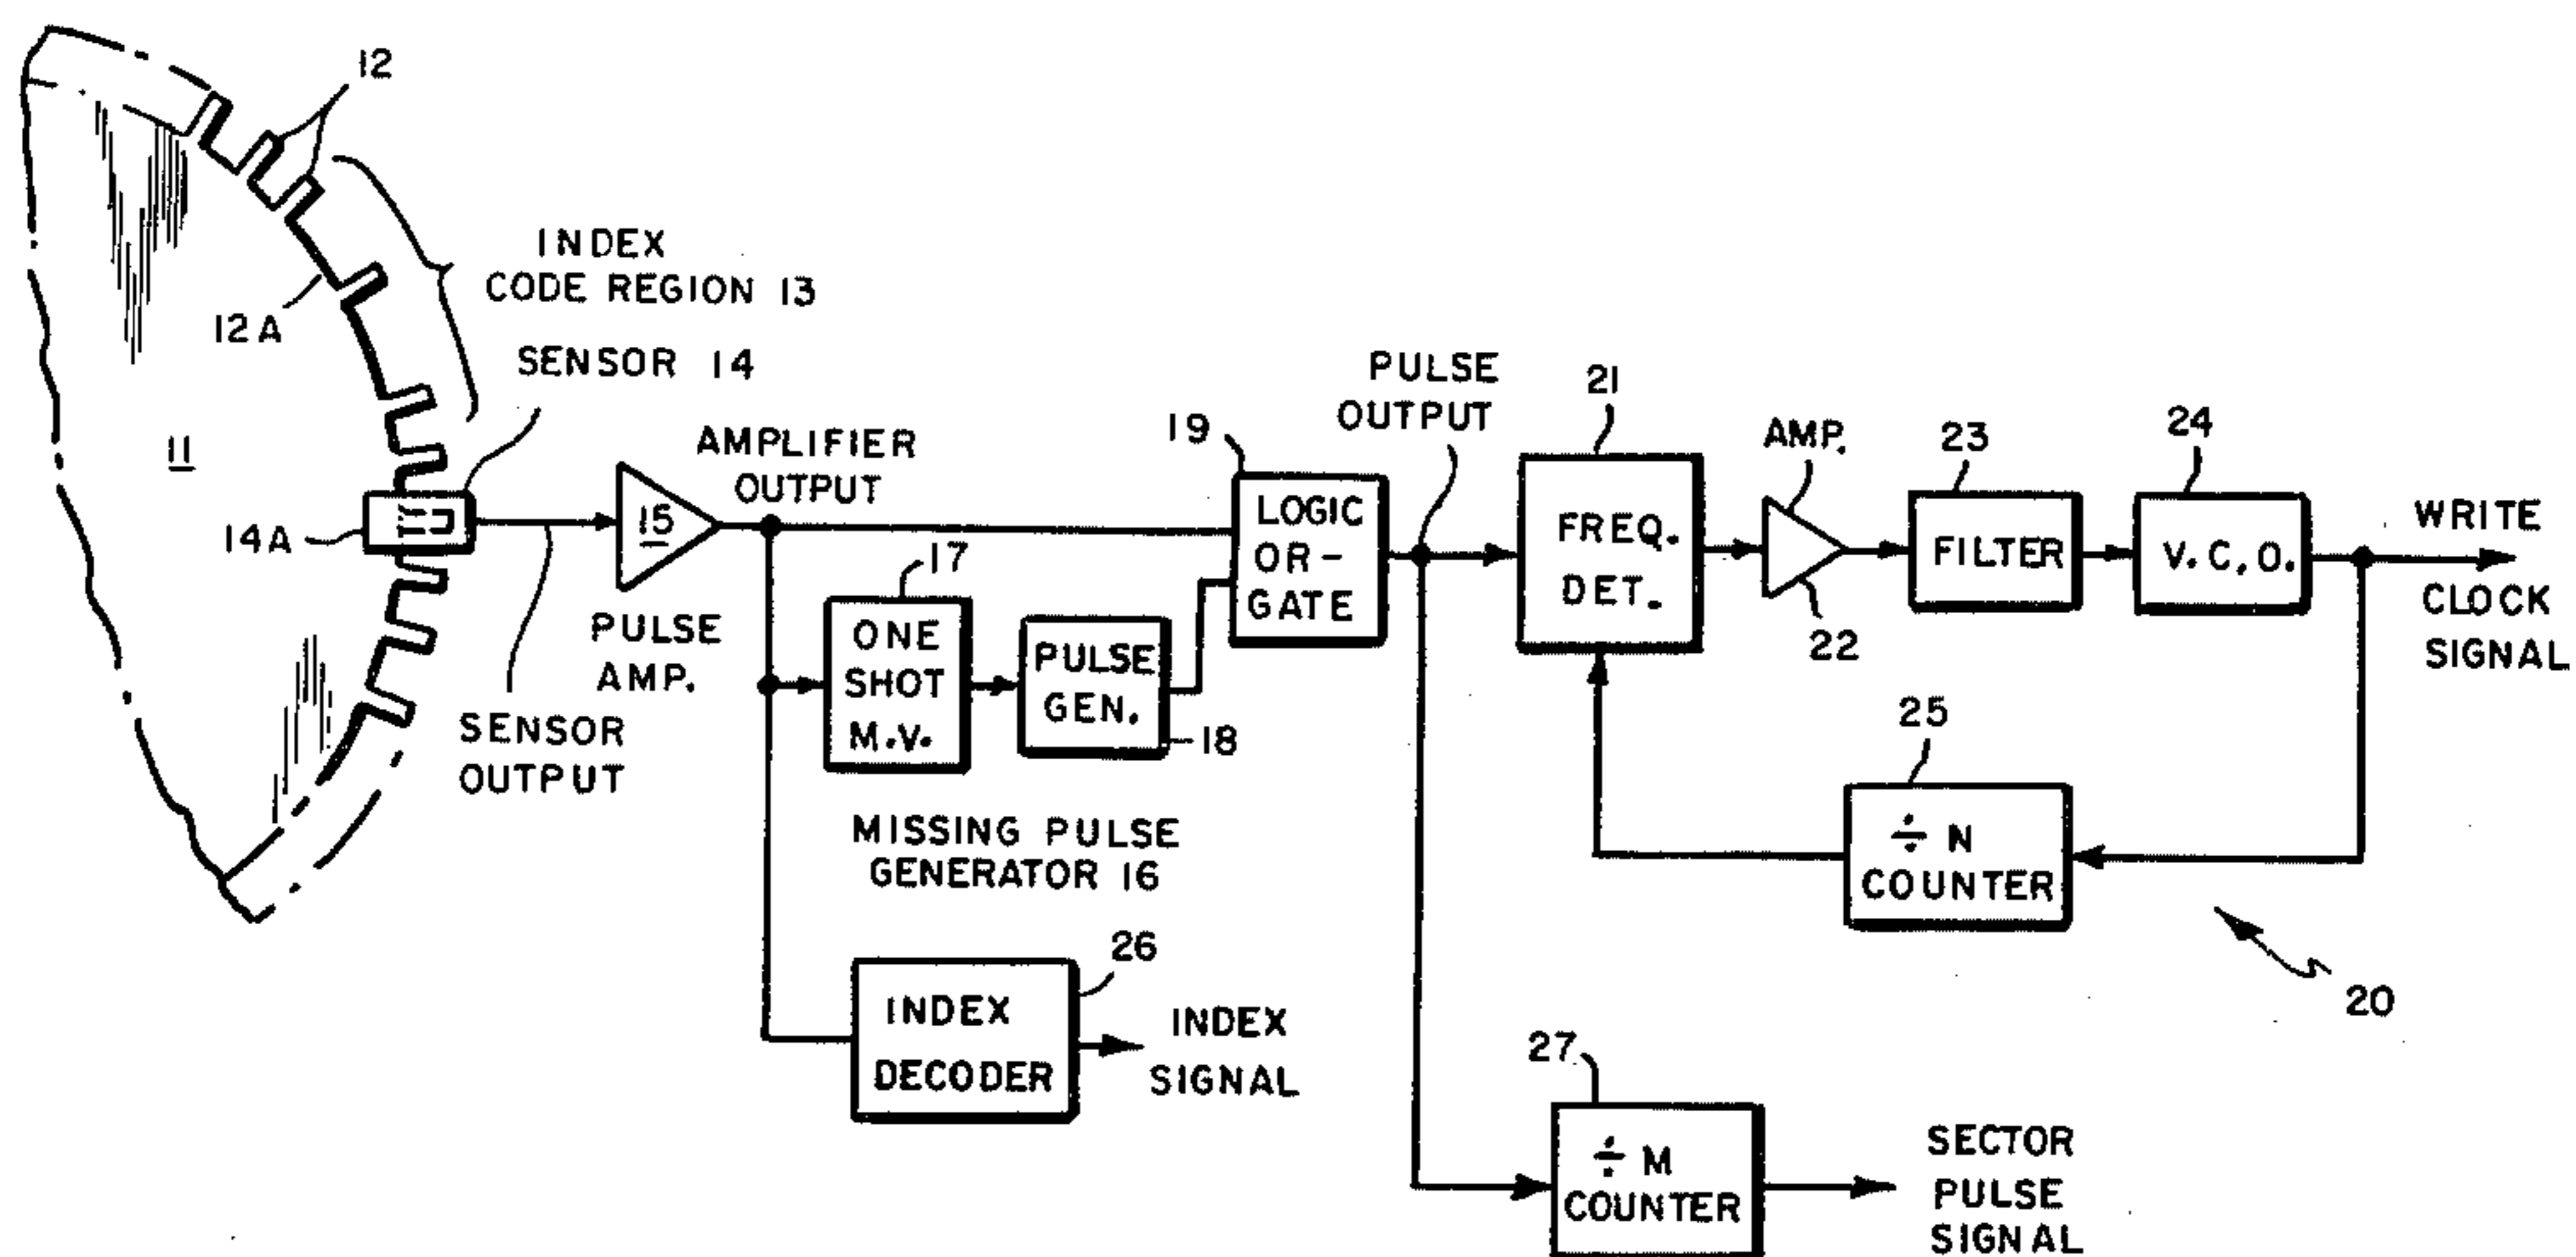 12
INDEX
CODE REGION 13
12A
SENSOR 14
11
14A
SENSOR
OUTPUT
15
PULSE
AMP.
AMPLIFIER
OUTPUT
17
ONE
SHOT
M.V.
PULSE
GEN.
18
MISSING PULSE
GENERATOR 16
26
INDEX
DECODER
INDEX
SIGNAL
19
LOGIC
OR-
GATE
PULSE
OUTPUT
21
FREQ.
DET.
AMP.
22
23
FILTER
24
V.C.O.
WRITE
CLOCK
SIGNAL
25
÷ N
COUNTER
20
27
÷ M
COUNTER
SECTOR
PULSE
SIGNAL